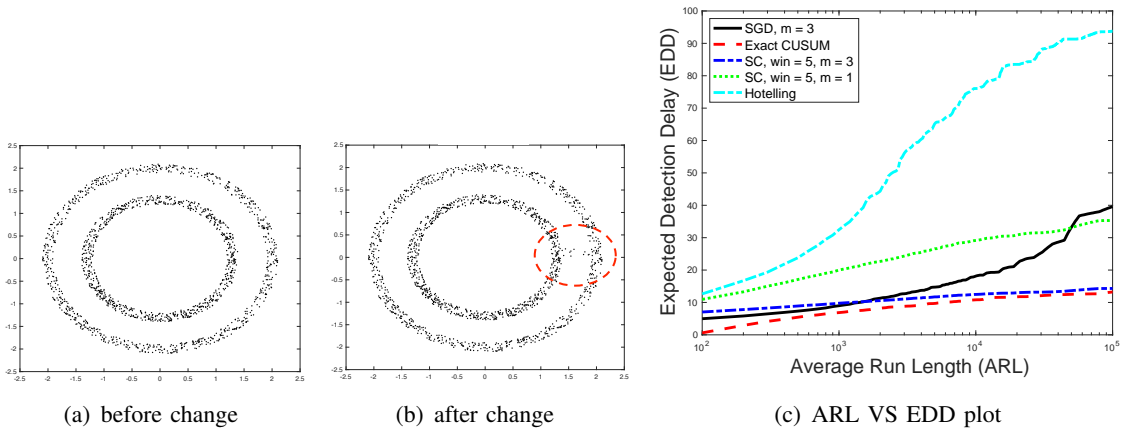 2.5
2
1.5
1
0.5
0
-0.5
-1
-1.5
-2
-2.5
-2.5 -2 -1.5 -1 -0.5 0 0.5 1 1.5 2 2.5
(a) before change
2.5
2
1.5
1
0.5
0
-0.5
-1
-1.5
-2
-2.5
-2.5 -2 -1.5 -1 -0.5 0 0.5 1 1.5 2 2.5
(b) after change
Expected Detection Delay (EDD)
100
90
80
70
60
50
40
30
20
10
0
SGD, m = 3
Exact CUSUM
SC, win = 5, m = 3
SC, win = 5, m = 1
Hotelling
10^2 10^3 10^4 10^5
Average Run Length (ARL)
(c) ARL VS EDD plot